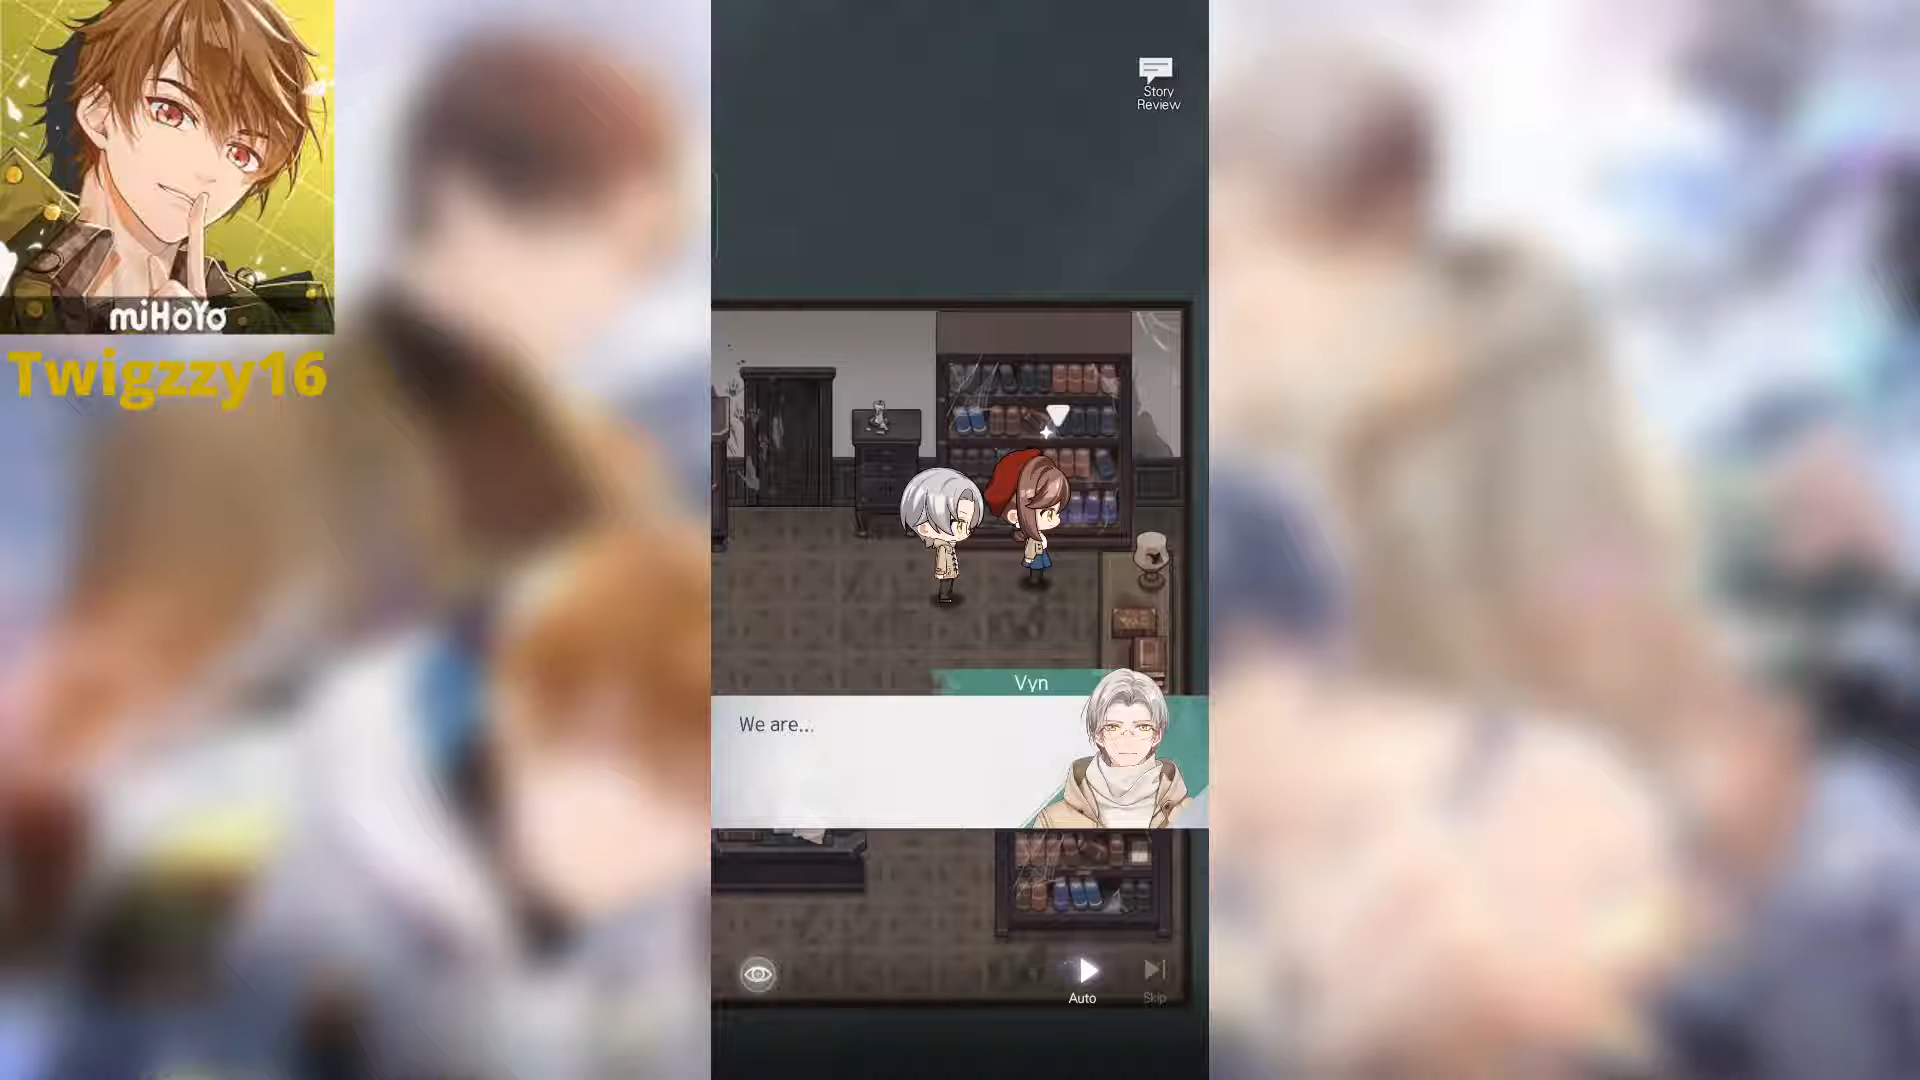 miHoYo
Twigzzy16
Story
Review
Vyn
We are...
Auto
Skip